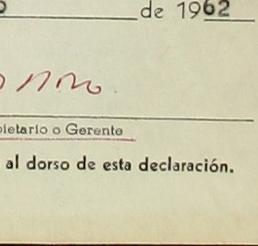 de 1962
pietario o Gerente
al dorso de esta declaración.